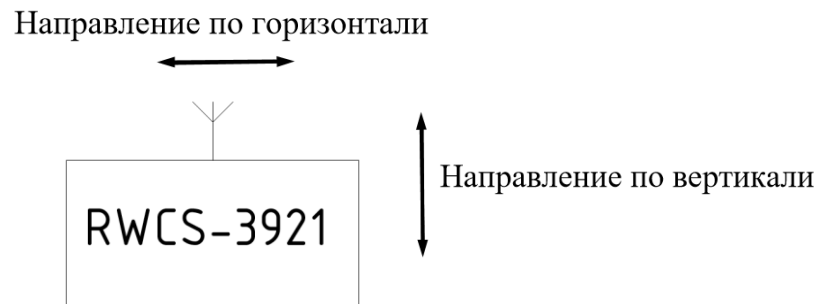 Направление по горизонтали
Направление по вертикали
RWCS-3921